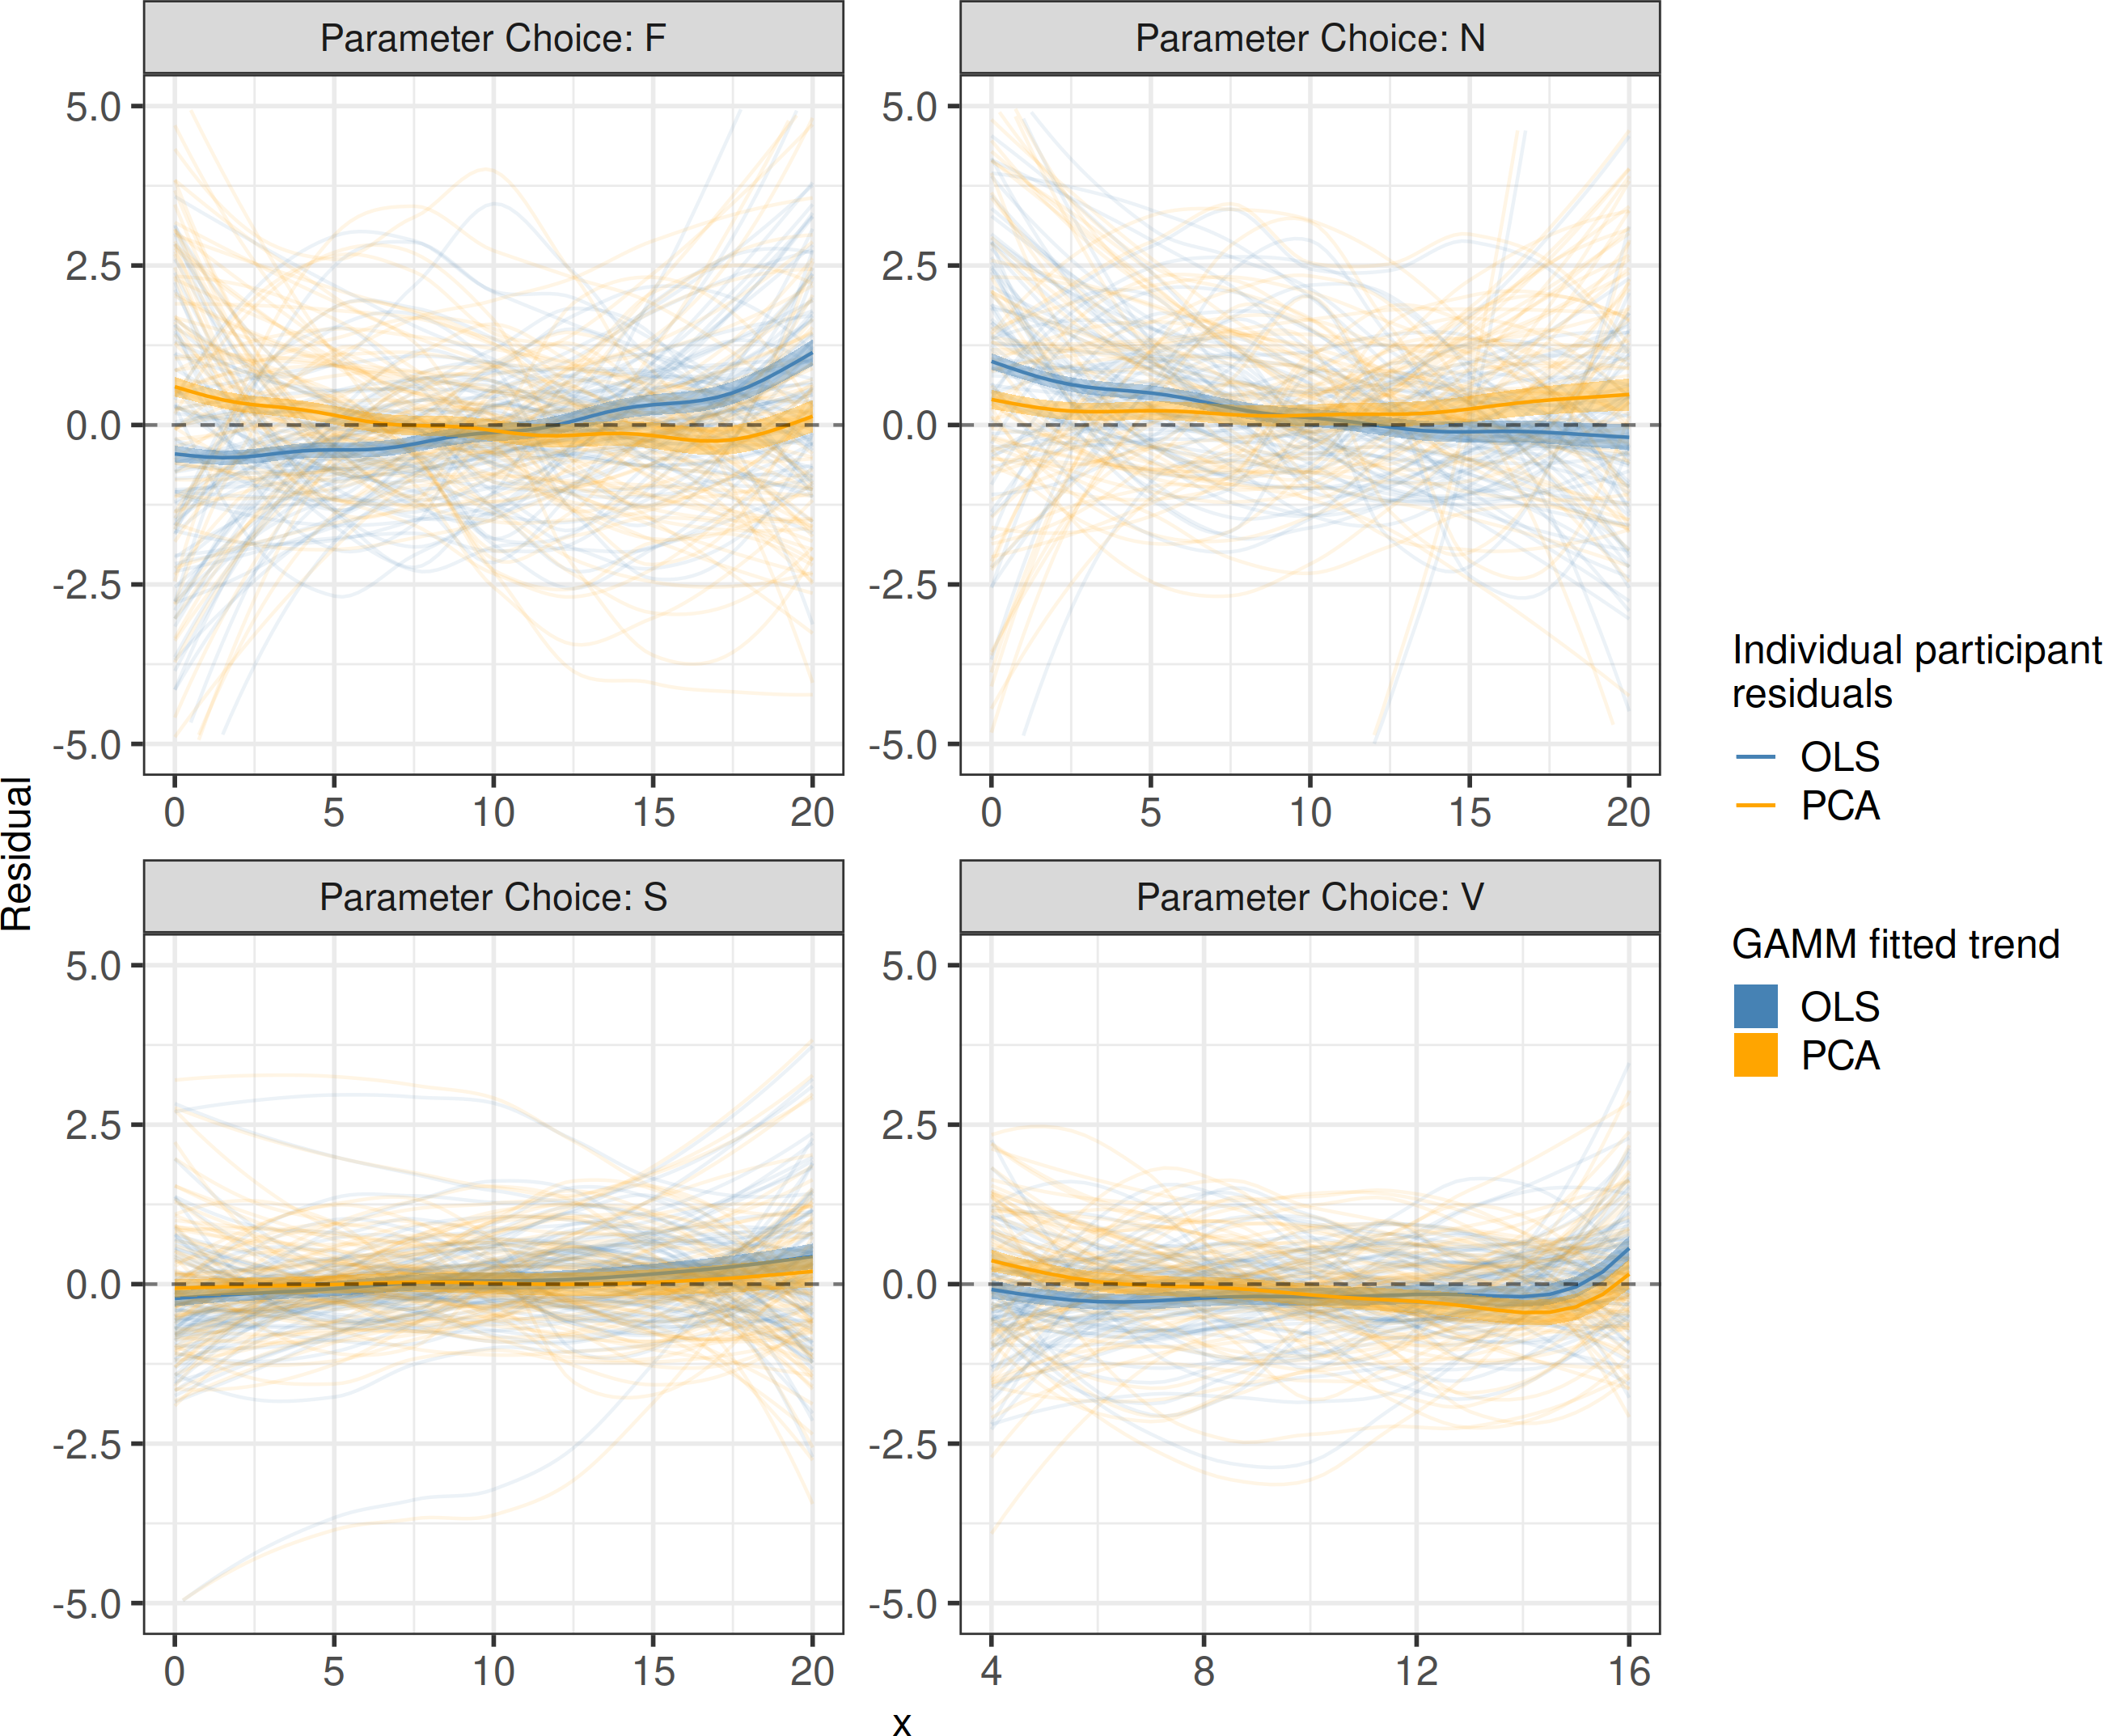 Parameter Choice: F
Parameter Choice: N
5.0
2.5
0.0
-2.5
-5.0
5.0
2.5
0.0
-2.5
-5.0
0 5 10 15 20
0 5 10 15 20
Parameter Choice: S
Parameter Choice: V
5.0
2.5
0.0
-2.5
-5.0
5.0
2.5
0.0
-2.5
-5.0
0 5 10 15 20
4 8 12 16
Residual
x
Individual participant
residuals
OLS
PCA
GAMM fitted trend
OLS
PCA